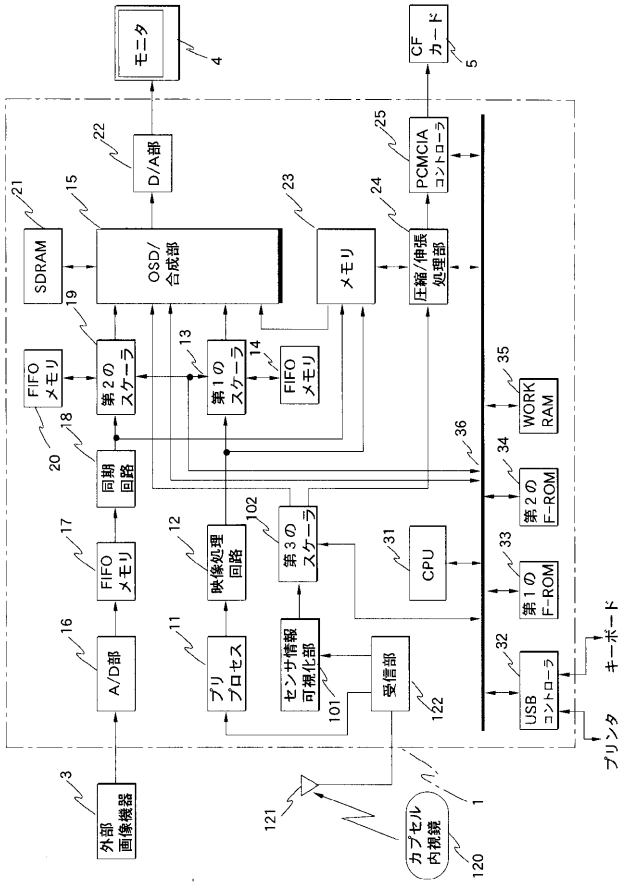 外部
画像機器
3
A/D部
16
FIFO
メモリ
17
同期
回路
18
FIFO
メモリ
20
第2の
スケーラ
19
SDRAM
21
OSD/
合成部
15
D/A部
22
モニタ
4
プリ
プロセス
11
映像処理
回路
12
第1の
スケーラ
13
FIFO
メモリ
14
メモリ
23
圧縮/伸張
処理部
24
PCMCIA
コントローラ
25
CF
カード
5
センサ情報
可視化部
101
第3の
スケーラ
102
受信部
122
121
カプセル
内視鏡
120
1
CPU
31
36
USB
コントローラ
32
第1の
F-ROM
33
第2の
F-ROM
34
WORK
RAM
35
プリンタ
キーボード